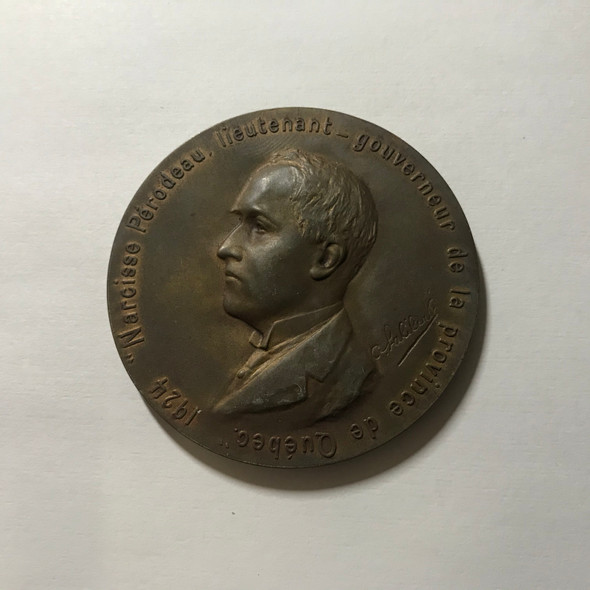 "Narcisse Pérodeau, lieutenant-gouverneur de la province de Québec."
1924